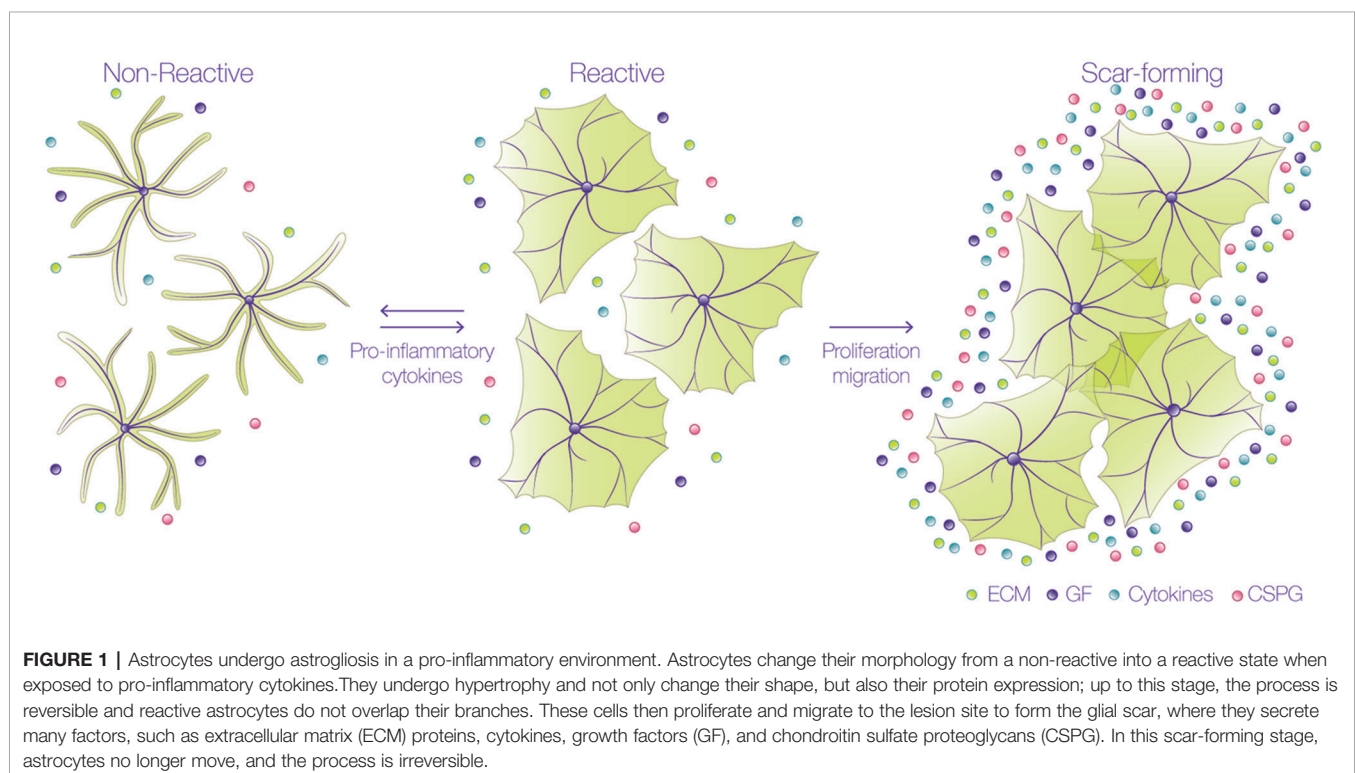 Non-Reactive
Reactive
Scar-forming
Pro-inflammatory
cytokines
Proliferation
migration
ECM GF Cytokines CSPG
FIGURE 1 | Astrocytes undergo astrogliosis in a pro-inflammatory environment. Astrocytes change their morphology from a non-reactive into a reactive state when
exposed to pro-inflammatory cytokines.They undergo hypertrophy and not only change their shape, but also their protein expression; up to this stage, the process is
reversible and reactive astrocytes do not overlap their branches. These cells then proliferate and migrate to the lesion site to form the glial scar, where they secrete
many factors, such as extracellular matrix (ECM) proteins, cytokines, growth factors (GF), and chondroitin sulfate proteoglycans (CSPG). In this scar-forming stage,
astrocytes no longer move, and the process is irreversible.